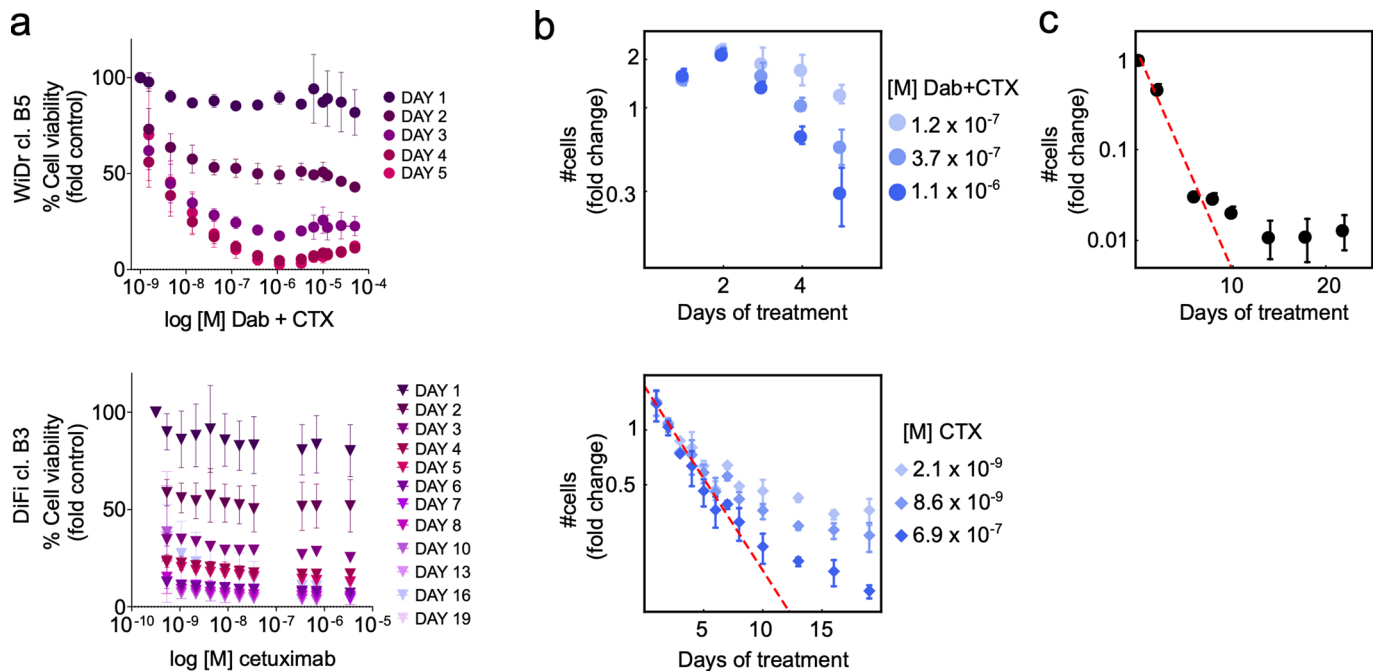 a
WiDr cl. B5
% Cell viability
(fold control)
100
50
0
10-9
10-8
10-7
10-6
10-5
10-4
log [M] Dab + CTX
DAY 1
DAY 2
DAY 3
DAY 4
DAY 5
b
#cells
(fold change)
2
1
0.3
2
4
Days of treatment
[M] Dab+CTX
1.2 x 10-7
3.7 x 10-7
1.1 x 10-6
c
#cells
(fold change)
1
0.1
0.01
10
20
Days of treatment
DiFi cl. B3
% Cell viability
(fold control)
100
50
0
10-10
10-9
10-8
10-7
10-6
10-5
log [M] cetuximab
DAY 1
DAY 2
DAY 3
DAY 4
DAY 5
DAY 6
DAY 7
DAY 8
DAY 10
DAY 13
DAY 16
DAY 19
#cells
(fold change)
1
0.5
5
10
15
Days of treatment
[M] CTX
2.1 x 10-9
8.6 x 10-9
6.9 x 10-7